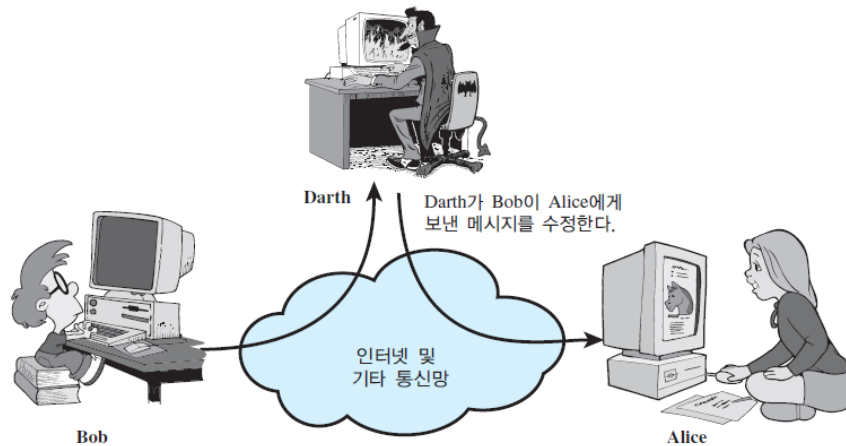 Darth
Darth가 Bob이 Alice에게
보낸 메시지를 수정한다.
인터넷 및
기타 통신망
Bob
Alice